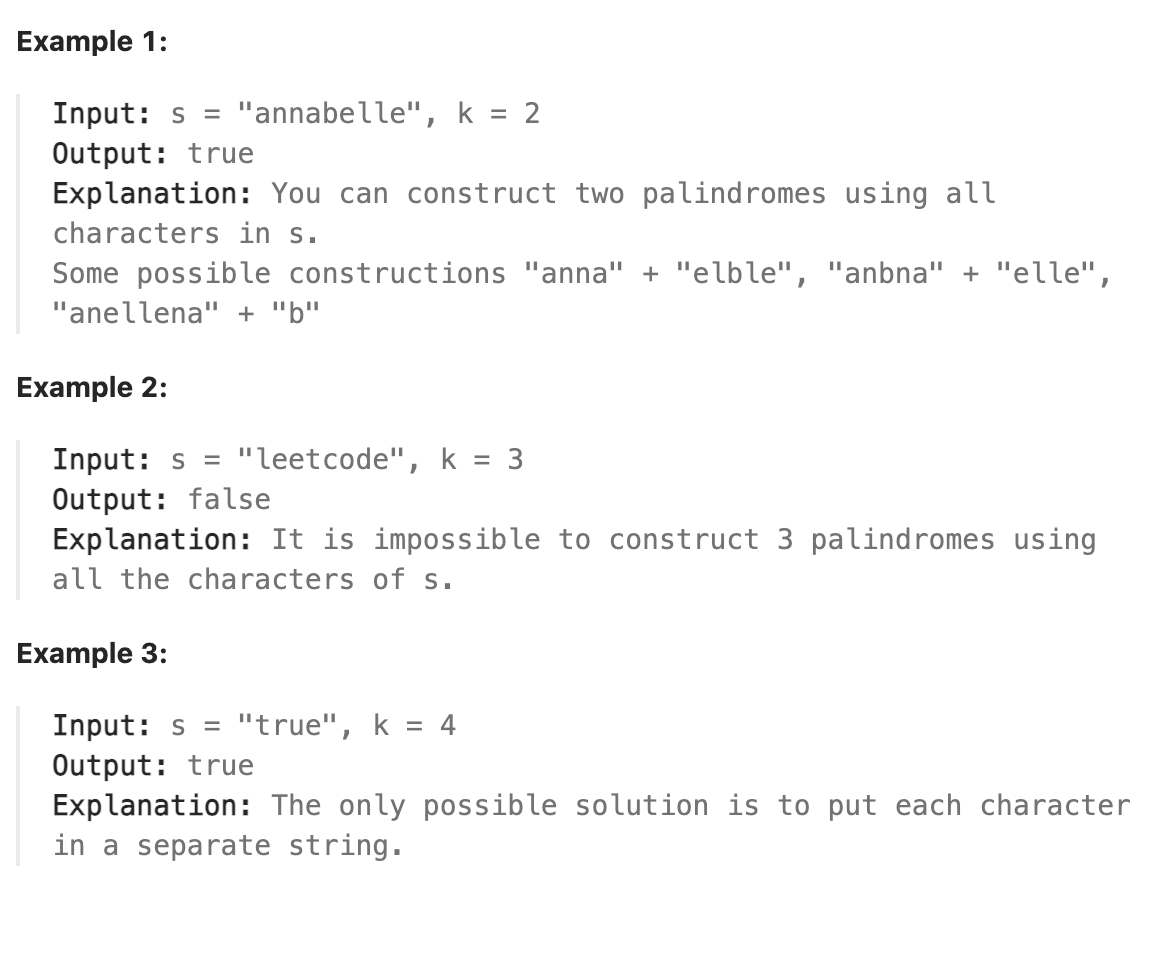 Example 1:
Input: s = "annabelle", k = 2
Output: true
Explanation: You can construct two palindromes using all
characters in s.
Some possible constructions "anna" + "elble", "anbna" + "elle",
"anellena" + "b"
Example 2:
Input: s = "leetcode", k = 3
Output: false
Explanation: It is impossible to construct 3 palindromes using
all the characters of s.
Example 3:
Input: s = "true", k = 4
Output: true
Explanation: The only possible solution is to put each character
in a separate string.